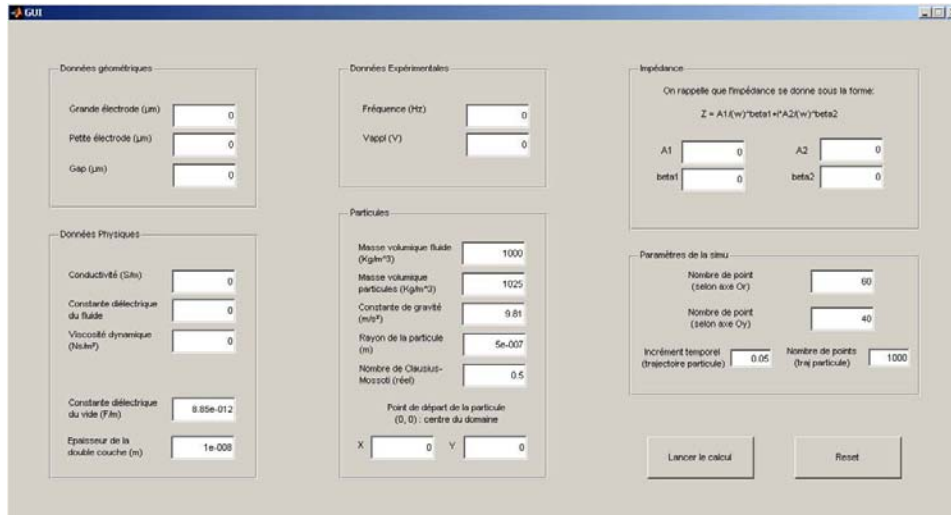 GUI
Données géométriques
Grande électrode (µm) 0
Petite électrode (µm) 0
Gap (µm) 0
Données Physiques
Conductivité (S/m) 0
Constante diélectrique
du fluide 0
Viscosité dynamique
(Ns/m²) 0
Constante diélectrique
du vide (F/m) 8.85e-012
Epaisseur de la
double couche (m) 1e-008
Données Expérimentales
Fréquence (Hz) 0
Vappl (V) 0
Particules
Masse volumique fluide
(Kg/m^3) 1000
Masse volumique
particules (Kg/m^3) 1025
Constante de gravité
(m/s²) 9.81
Rayon de la particule
(m) 5e-007
Nombre de Clausius-
Mossoti (réel) 0.5
Point de départ de la particule
(0, 0) : centre du domaine
X 0 Y 0
Impédance
On rappelle que l'impédance se donne sous la forme:
Z = A1/(w)^beta1+i*A2/(w)^beta2
A1 0 A2 0
beta1 0 beta2 0
Paramètres de la simu
Nombre de point
(selon axe Or) 60
Nombre de point
(selon axe Oy) 40
Incrément temporel
(trajectoire particule) 0.05
Nombre de points
(traj particule) 1000
Lancer le calcul Reset